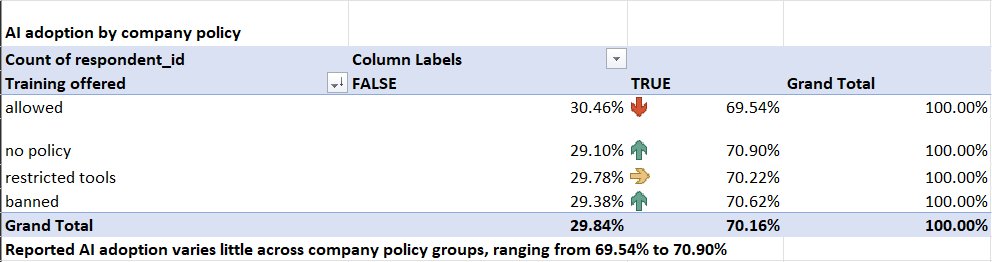 AI adoption by company policy
Count of respondent_id Column Labels
Training offered FALSE TRUE Grand Total
allowed 30.46% 69.54% 100.00%
no policy 29.10% 70.90% 100.00%
restricted tools 29.78% 70.22% 100.00%
banned 29.38% 70.62% 100.00%
Grand Total 29.84% 70.16% 100.00%
Reported AI adoption varies little across company policy groups, ranging from 69.54% to 70.90%